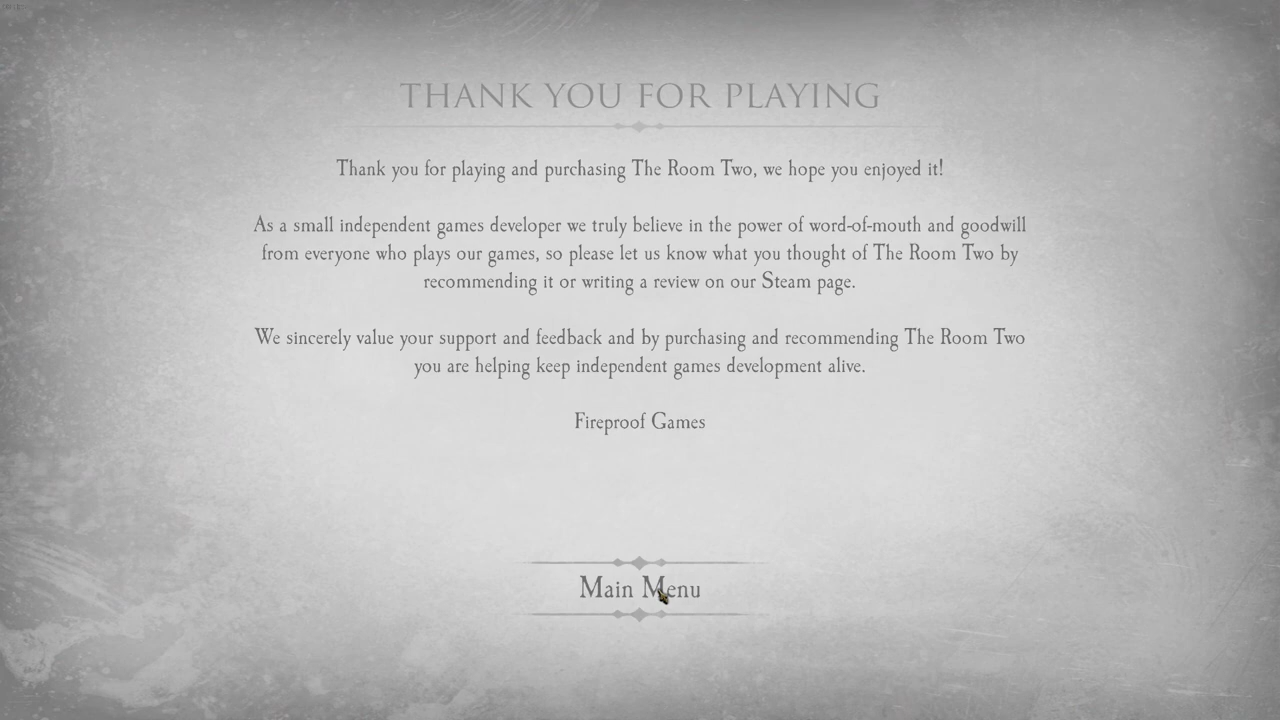 THANK YOU FOR PLAYING
Thank you for playing and purchasing The Room Two, we hope you enjoyed it!
As a small independent games developer we truly believe in the power of word-of-mouth and goodwill
from everyone who plays our games, so please let us know what you thought of The Room Two by
recommending it or writing a review on our Steam page.
We sincerely value your support and feedback and by purchasing and recommending The Room Two
you are helping keep independent games development alive.
Fireproof Games
Main Menu